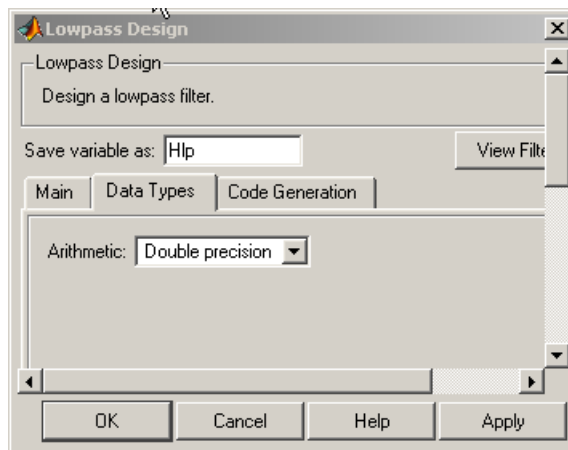 Lowpass Design
Lowpass Design
Design a lowpass filter.
Save variable as: Hlp
View Filte
Main Data Types Code Generation
Arithmetic: Double precision
OK Cancel Help Apply